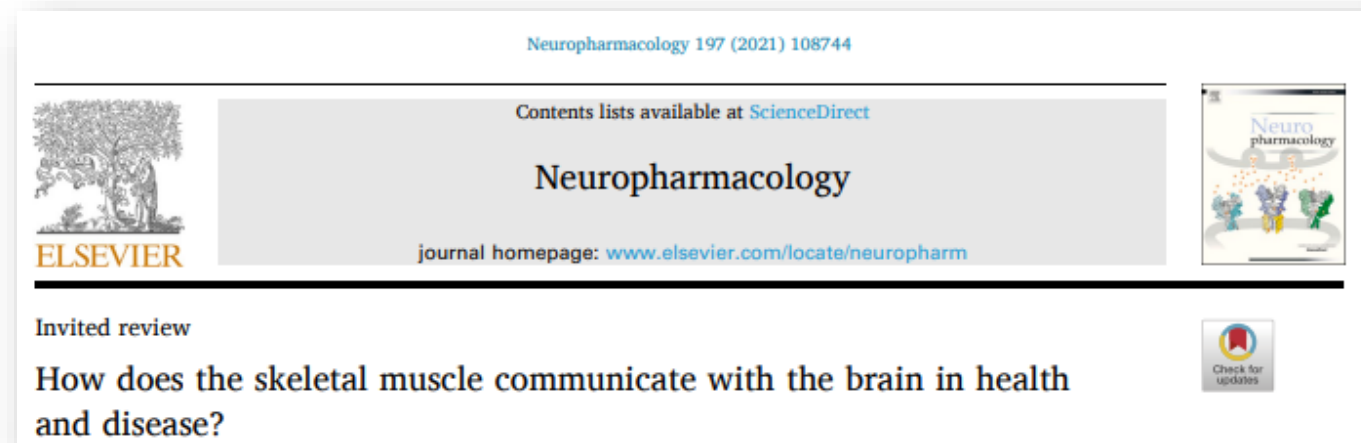 Neuropharmacology 197 (2021) 108744
Contents lists available at ScienceDirect
Neuropharmacology
journal homepage: www.elsevier.com/locate/neuropharm
ELSEVIER
Neuro
pharmacology
Invited review
How does the skeletal muscle communicate with the brain in health
and disease?
Check for
updates